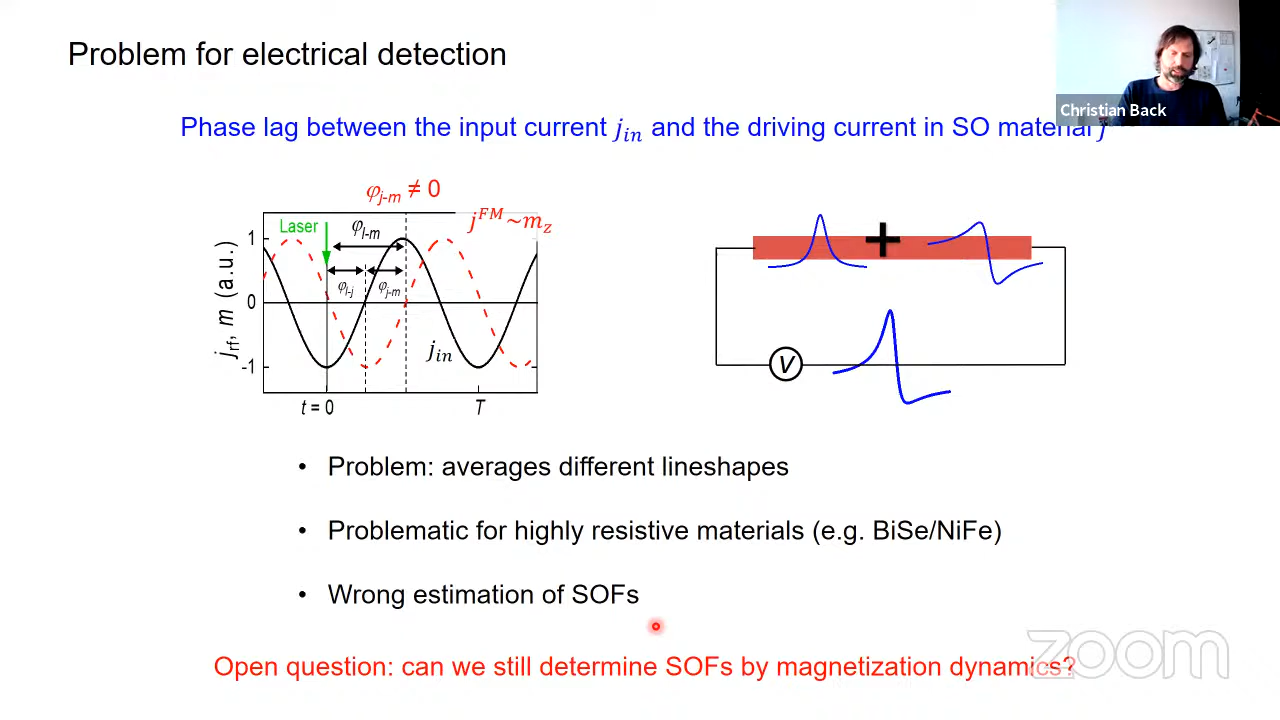 Problem for electrical detection
Christian Back
Phase lag between the input current j_in and the driving current in SO material j
φ_j-m ≠ 0
Laser
φ_l-m
j^FM~m_z
φ_l-j
φ_j-m
j_in
j_rf, m (a.u.)
1
0
-1
t = 0
T
+
V
• Problem: averages different lineshapes
• Problematic for highly resistive materials (e.g. BiSe/NiFe)
• Wrong estimation of SOFs
Open question: can we still determine SOFs by magnetization dynamics?
zoom